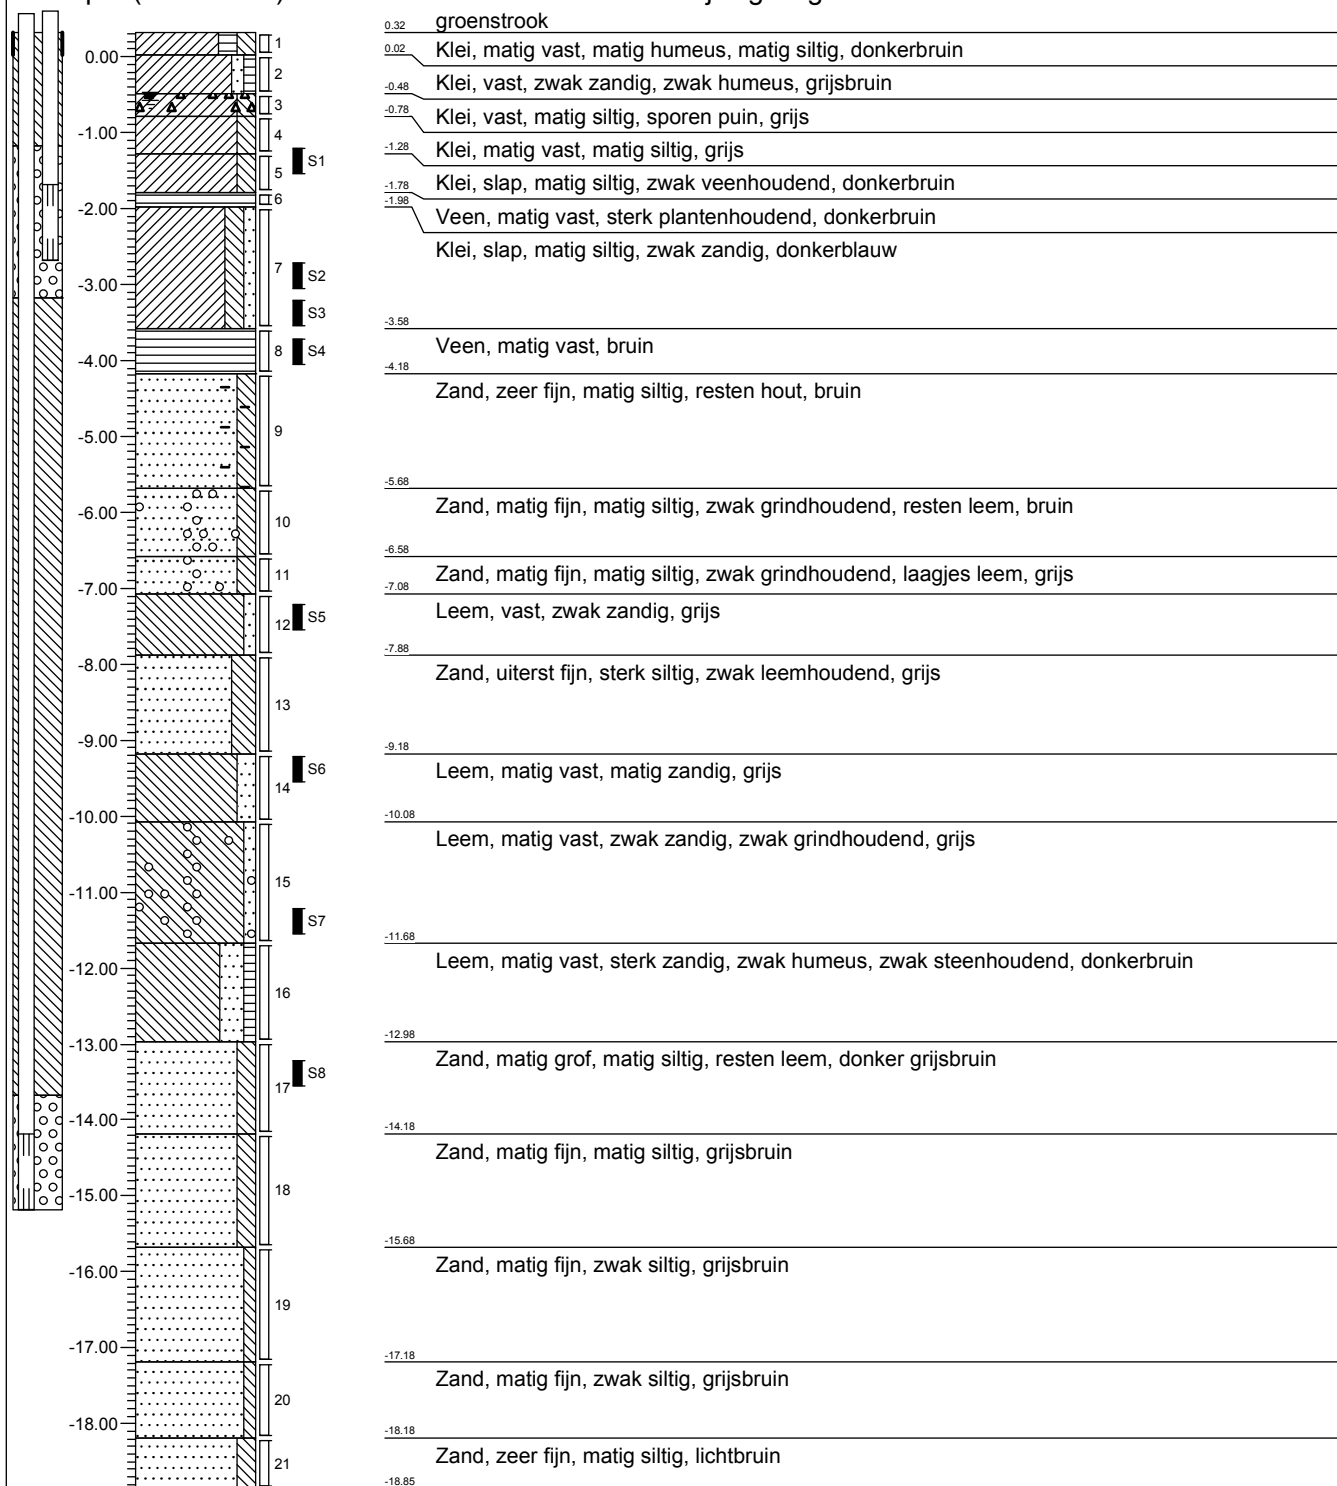 groenstrook
0.32
0.02
Klei, matig vast, matig humeus, matig siltig, donkerbruin
-0.48
Klei, vast, zwak zandig, zwak humeus, grijsbruin
-0.78
Klei, vast, matig siltig, sporen puin, grijs
-1.28
Klei, matig vast, matig siltig, grijs
-1.78
Klei, slap, matig siltig, zwak veenhoudend, donkerbruin
-1.98
Veen, matig vast, sterk plantenhoudend, donkerbruin
Klei, slap, matig siltig, zwak zandig, donkerblauw
-3.58
Veen, matig vast, bruin
-4.18
Zand, zeer fijn, matig siltig, resten hout, bruin
-5.68
Zand, matig fijn, matig siltig, zwak grindhoudend, resten leem, bruin
-6.58
Zand, matig fijn, matig siltig, zwak grindhoudend, laagjes leem, grijs
-7.08
Leem, vast, zwak zandig, grijs
-7.88
Zand, uiterst fijn, sterk siltig, zwak leemhoudend, grijs
-9.18
Leem, matig vast, matig zandig, grijs
-10.08
Leem, matig vast, zwak zandig, zwak grindhoudend, grijs
-11.68
Leem, matig vast, sterk zandig, zwak humeus, zwak steenhoudend, donkerbruin
-12.98
Zand, matig grof, matig siltig, resten leem, donker grijsbruin
-14.18
Zand, matig fijn, matig siltig, grijsbruin
-15.68
Zand, matig fijn, zwak siltig, grijsbruin
-17.18
Zand, matig fijn, zwak siltig, grijsbruin
-18.18
Zand, zeer fijn, matig siltig, lichtbruin
-18.85
0.00
-1.00
-2.00
-3.00
-4.00
-5.00
-6.00
-7.00
-8.00
-9.00
-10.00
-11.00
-12.00
-13.00
-14.00
-15.00
-16.00
-17.00
-18.00
1
2
3
4
5
6
7
8
9
10
11
12
13
14
15
16
17
18
19
20
21
S1
S2
S3
S4
S5
S6
S7
S8